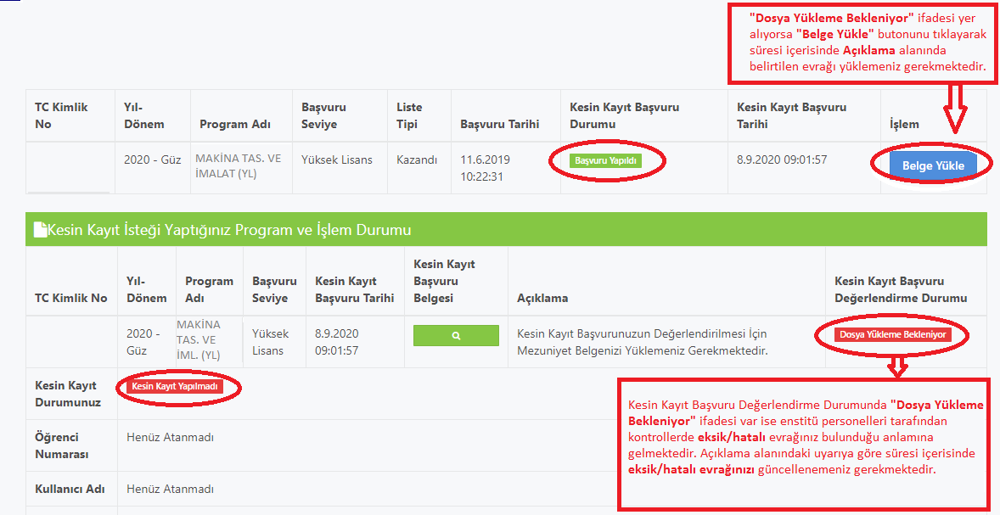 "Dosya Yükleme Bekleniyor" ifadesi yer
alıyorsa "Belge Yükle" butonunu tıklayarak
süresi içerisinde Açıklama alanında
belirtilen evrağı yüklemeniz gerekmektedir.
TC Kimlik
No
Yıl-
Dönem
Program Adı
Başvuru
Seviye
Liste
Tipi
Başvuru Tarihi
Kesin Kayıt Başvuru
Durumu
Kesin Kayıt Başvuru
Tarihi
İşlem
2020 - Güz
MAKİNA TAS. VE
İMALAT (YL)
Yüksek Lisans
Kazandı
11.6.2019
10:22:31
Başvuru Yapıldı
8.9.2020 09:01:57
Belge Yükle
Kesin Kayıt İsteği Yaptığınız Program ve İşlem Durumu
TC Kimlik No
Yıl-
Dönem
Program
Adı
Başvuru
Seviye
Kesin Kayıt
Başvuru Tarihi
Kesin Kayıt
Başvuru
Belgesi
Açıklama
Kesin Kayıt Başvuru
Değerlendirme Durumu
2020 -
Güz
MAKİNA
TAS. VE
İML. (YL)
Yüksek
Lisans
8.9.2020
09:01:57
Kesin Kayıt Başvurunuzun Değerlendirilmesi İçin
Mezuniyet Belgenizi Yüklemeniz Gerekmektedir.
Dosya Yükleme Bekleniyor
Kesin Kayıt
Durumunuz
Kesin Kayıt Yapılmadı
Kesin Kayıt Başvuru Değerlendirme Durumunda "Dosya Yükleme
Bekleniyor" ifadesi var ise enstitü personelleri tarafından
kontrollerde eksik/hatalı evrağınız bulunduğu anlamına
gelmektedir. Açıklama alanındaki uyarıya göre süresi içerisinde
eksik/hatalı evrağınızı güncellenemeniz gerekmektedir.
Öğrenci
Numarası
Henüz Atanmadı
Kullanıcı Adı
Henüz Atanmadı